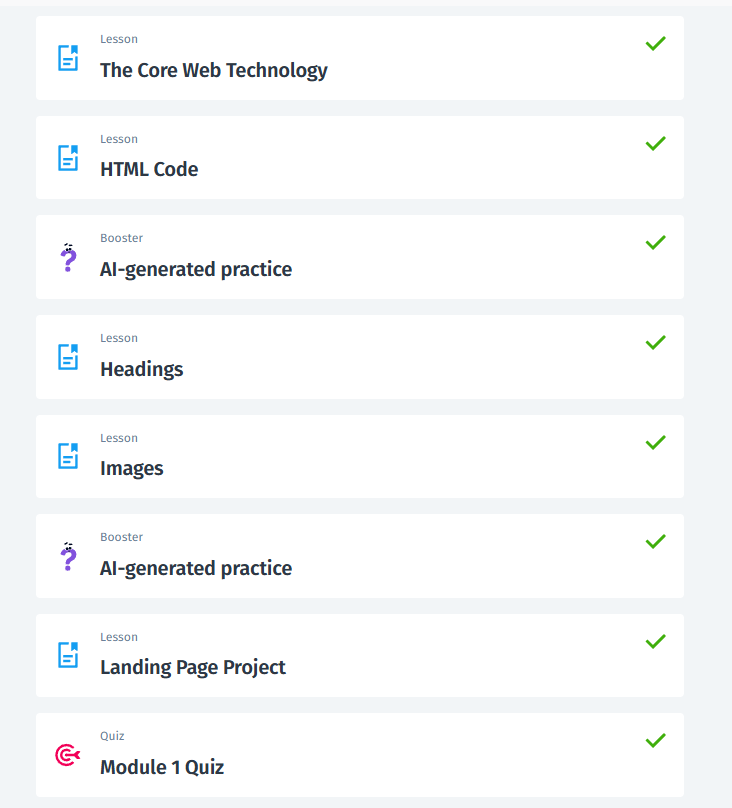 Lesson
The Core Web Technology
Lesson
HTML Code
Booster
AI-generated practice
Lesson
Headings
Lesson
Images
Booster
AI-generated practice
Lesson
Landing Page Project
Quiz
Module 1 Quiz